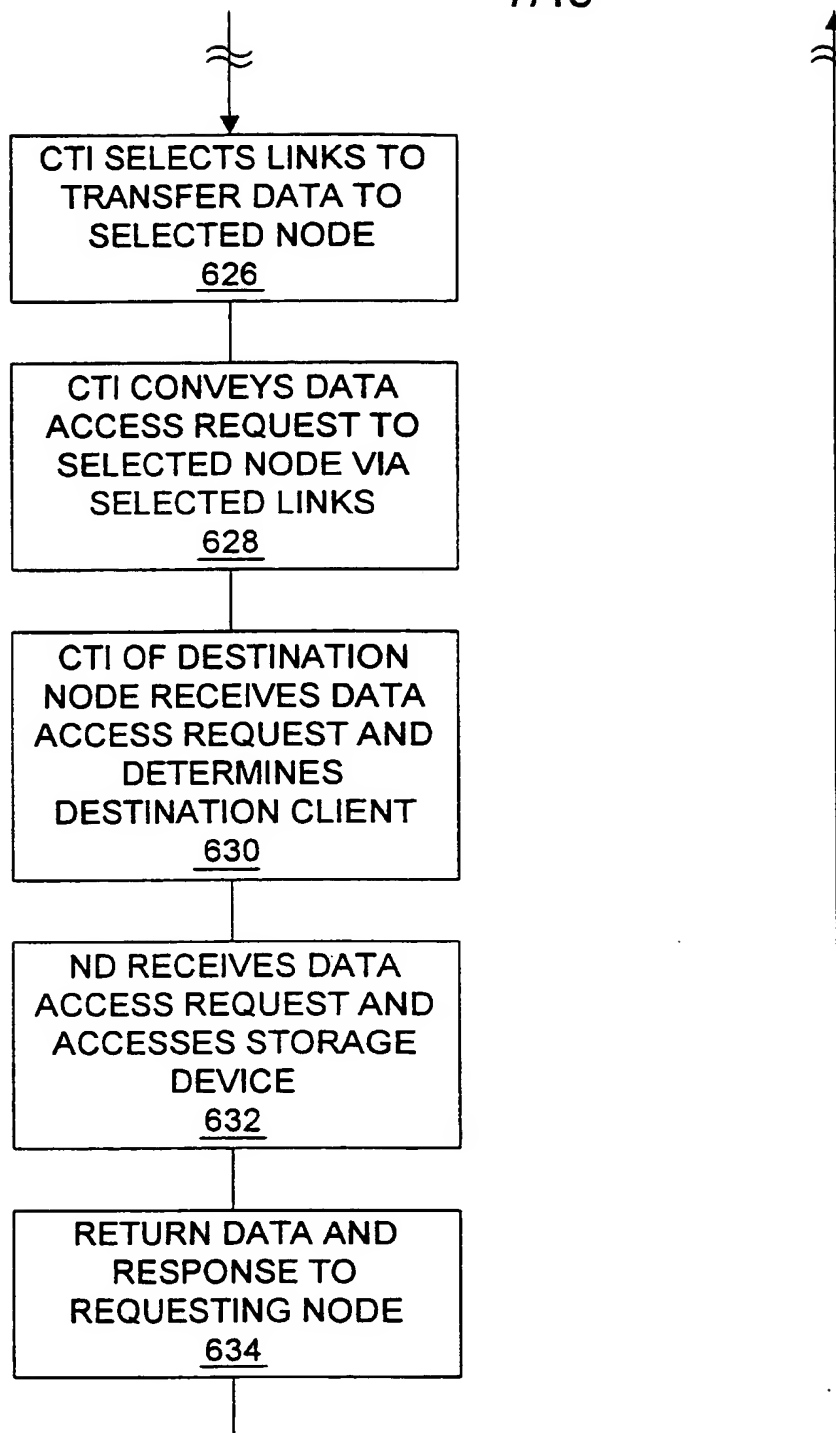 CTI SELECTS LINKS TO
TRANSFER DATA TO
SELECTED NODE
626
CTI CONVEYS DATA
ACCESS REQUEST TO
SELECTED NODE VIA
SELECTED LINKS
628
CTI OF DESTINATION
NODE RECEIVES DATA
ACCESS REQUEST AND
DETERMINES
DESTINATION CLIENT
630
ND RECEIVES DATA
ACCESS REQUEST AND
ACCESSES STORAGE
DEVICE
632
RETURN DATA AND
RESPONSE TO
REQUESTING NODE
634